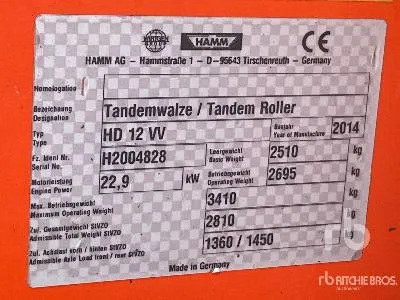 HAMM
CE
HAMM AG - Hammstraße 1 - D-95643 Tirschenreuth - Germany
Homologation
Bezeichnung
Designation
Tandemwalze / Tandem Roller
Typ
Type
HD 12 VV
Baujahr
Year of Manufacture
2014
Fz. Ident Nr.
Serial No.
H2004828
Leergewicht
Basic Weight
2510
kg
Motorleistung
Engine Power
22,9
kW
Betriebsgewicht
Operating Weight
2695
kg
Max. Betriebsgewicht
Maximum Operating Weight
3410
kg
Zul. Gesamtgewicht StVZO
Admissible Total Weight StVZO
2810
kg
Zul. Achslast vorn / hinten StVZO
Admissible Axle Load front / rear StVZO
1360 / 1450
kg
Made in Germany
rb RITCHIE BROS.
Auctioneers